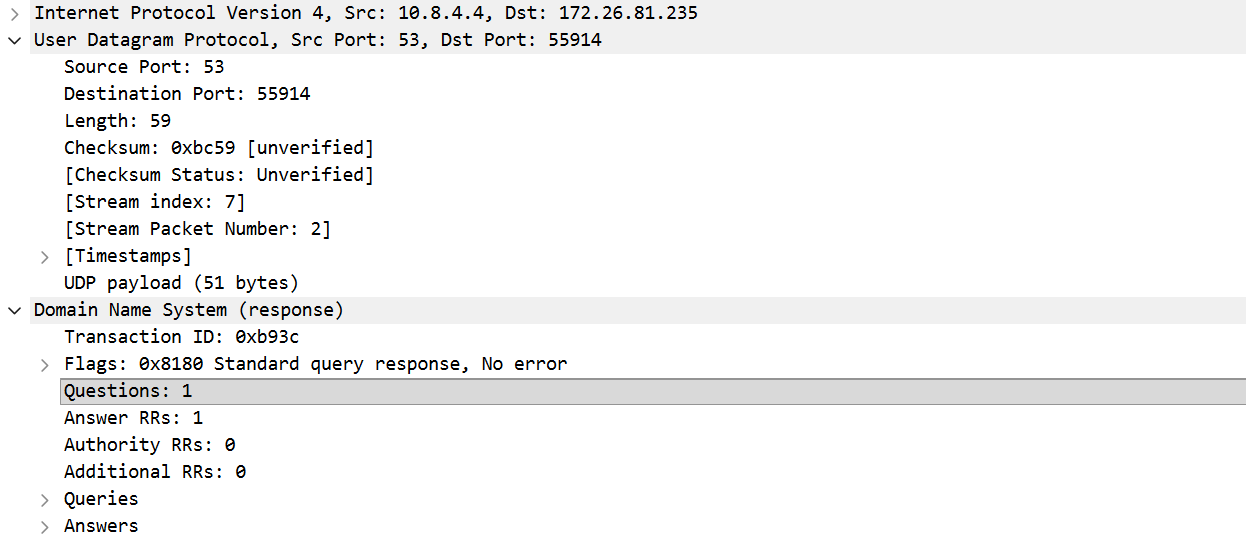 Internet Protocol Version 4, Src: 10.8.4.4, Dst: 172.26.81.235
User Datagram Protocol, Src Port: 53, Dst Port: 55914
Source Port: 53
Destination Port: 55914
Length: 59
Checksum: 0xbc59 [unverified]
[Checksum Status: Unverified]
[Stream index: 7]
[Stream Packet Number: 2]
[Timestamps]
UDP payload (51 bytes)
Domain Name System (response)
Transaction ID: 0xb93c
Flags: 0x8180 Standard query response, No error
Questions: 1
Answer RRs: 1
Authority RRs: 0
Additional RRs: 0
Queries
Answers